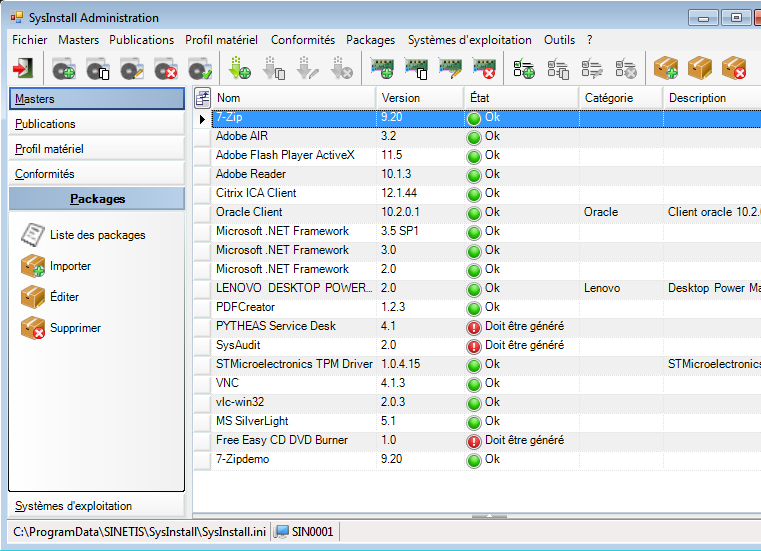 SysInstall Administration
Fichier Masters Publications Profil matériel Conformités Packages Systèmes d'exploitation Outils ?
Masters
Publications
Profil matériel
Conformités
Packages
Liste des packages
Importer
Éditer
Supprimer
Systèmes d'exploitation
Nom Version État Catégorie Description
7-Zip 9.20 Ok
Adobe AIR 3.2 Ok
Adobe Flash Player ActiveX 11.5 Ok
Adobe Reader 10.1.3 Ok
Citrix ICA Client 12.1.44 Ok
Oracle Client 10.2.0.1 Ok Oracle Client oracle 10.2.0
Microsoft .NET Framework 3.5 SP1 Ok
Microsoft .NET Framework 3.0 Ok
Microsoft .NET Framework 2.0 Ok
LENOVO DESKTOP POWER... 2.0 Ok Lenovo Desktop Power Ma
PDFCreator 1.2.3 Ok
PYTHEAS Service Desk 4.1 Doit être généré
SysAudit 2.0 Doit être généré
STMicroelectronics TPM Driver 1.0.4.15 Ok STMicroelectronics
VNC 4.1.3 Ok
vlc-win32 2.0.3 Ok
MS SilverLight 5.1 Ok
Free Easy CD DVD Burner 1.0 Doit être généré
7-Zipdemo 9.20 Ok
C:\ProgramData\SINETIS\SysInstall\SysInstall.ini SIN0001